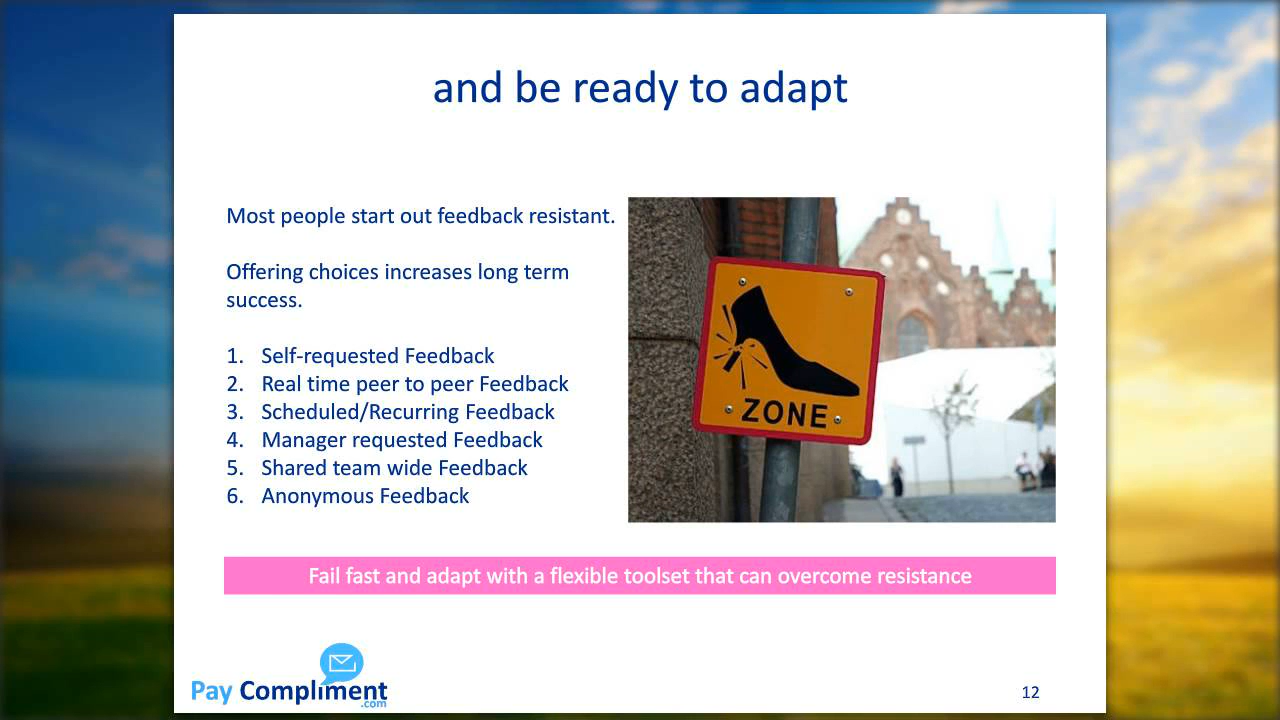 and be ready to adapt
Most people start out feedback resistant.
Offering choices increases long term
success.
1. Self-requested Feedback
2. Real time peer to peer Feedback
3. Scheduled/Recurring Feedback
4. Manager requested Feedback
5. Shared team wide Feedback
6. Anonymous Feedback
ZONE
Fail fast and adapt with a flexible toolset that can overcome resistance
Pay Compliment
.com
12